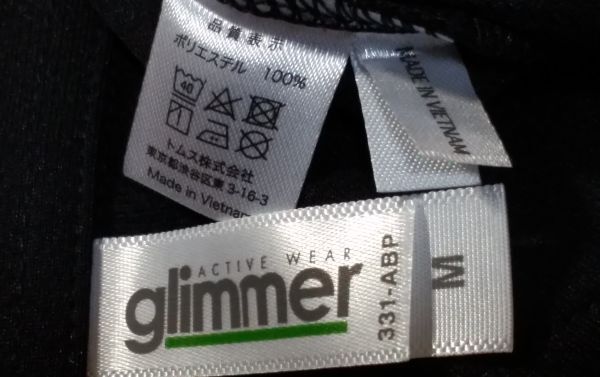 品質表示
ポリエステル 100%
40
トムス株式会社
東京都渋谷区東 3-16-3
Made in Vietnam
MADE IN VIETNAM
ACTIVE WEAR
glimmer
331-ABP
M